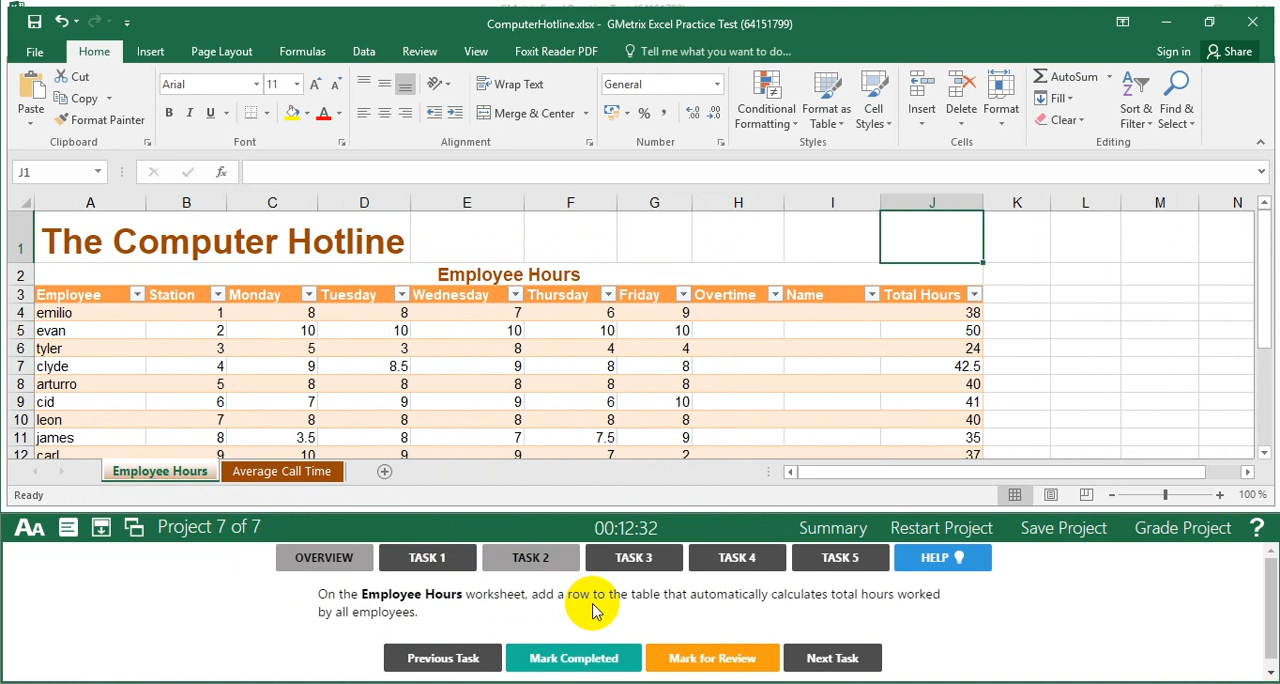 ComputerHotline.xlsx - GMetrix Excel Practice Test (64151799)
File Home Insert Page Layout Formulas Data Review View Foxit Reader PDF Tell me what you want to do... Sign in Share
Paste Cut Copy Format Painter Clipboard
Arial 11 A A B I U A Font
Wrap Text Merge & Center Alignment
General % , Number
Conditional Formatting Format as Table Cell Styles Styles
Insert Delete Format Cells
AutoSum Fill Clear Sort & Filter Find & Select Editing
J1 fx
A B C D E F G H I J K L M N
1 The Computer Hotline
2 Employee Hours
3 Employee Station Monday Tuesday Wednesday Thursday Friday Overtime Name Total Hours
4 emilio 1 8 8 7 6 9 38
5 evan 2 10 10 10 10 10 50
6 tyler 3 5 3 8 4 4 24
7 clyde 4 9 8.5 9 8 8 42.5
8 arturro 5 8 8 8 8 8 40
9 cid 6 7 9 9 6 10 41
10 leon 7 8 8 8 8 8 40
11 james 8 3.5 8 7 7.5 9 35
12 carl 9 10 9 9 7 2 37
Employee Hours Average Call Time
Ready 100 %
AA Project 7 of 7 00:12:32 Summary Restart Project Save Project Grade Project ?
OVERVIEW TASK 1 TASK 2 TASK 3 TASK 4 TASK 5 HELP
On the Employee Hours worksheet, add a row to the table that automatically calculates total hours worked
by all employees.
Previous Task Mark Completed Mark for Review Next Task